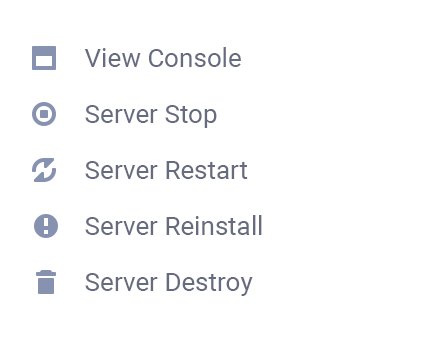 View Console
Server Stop
Server Restart
Server Reinstall
Server Destroy